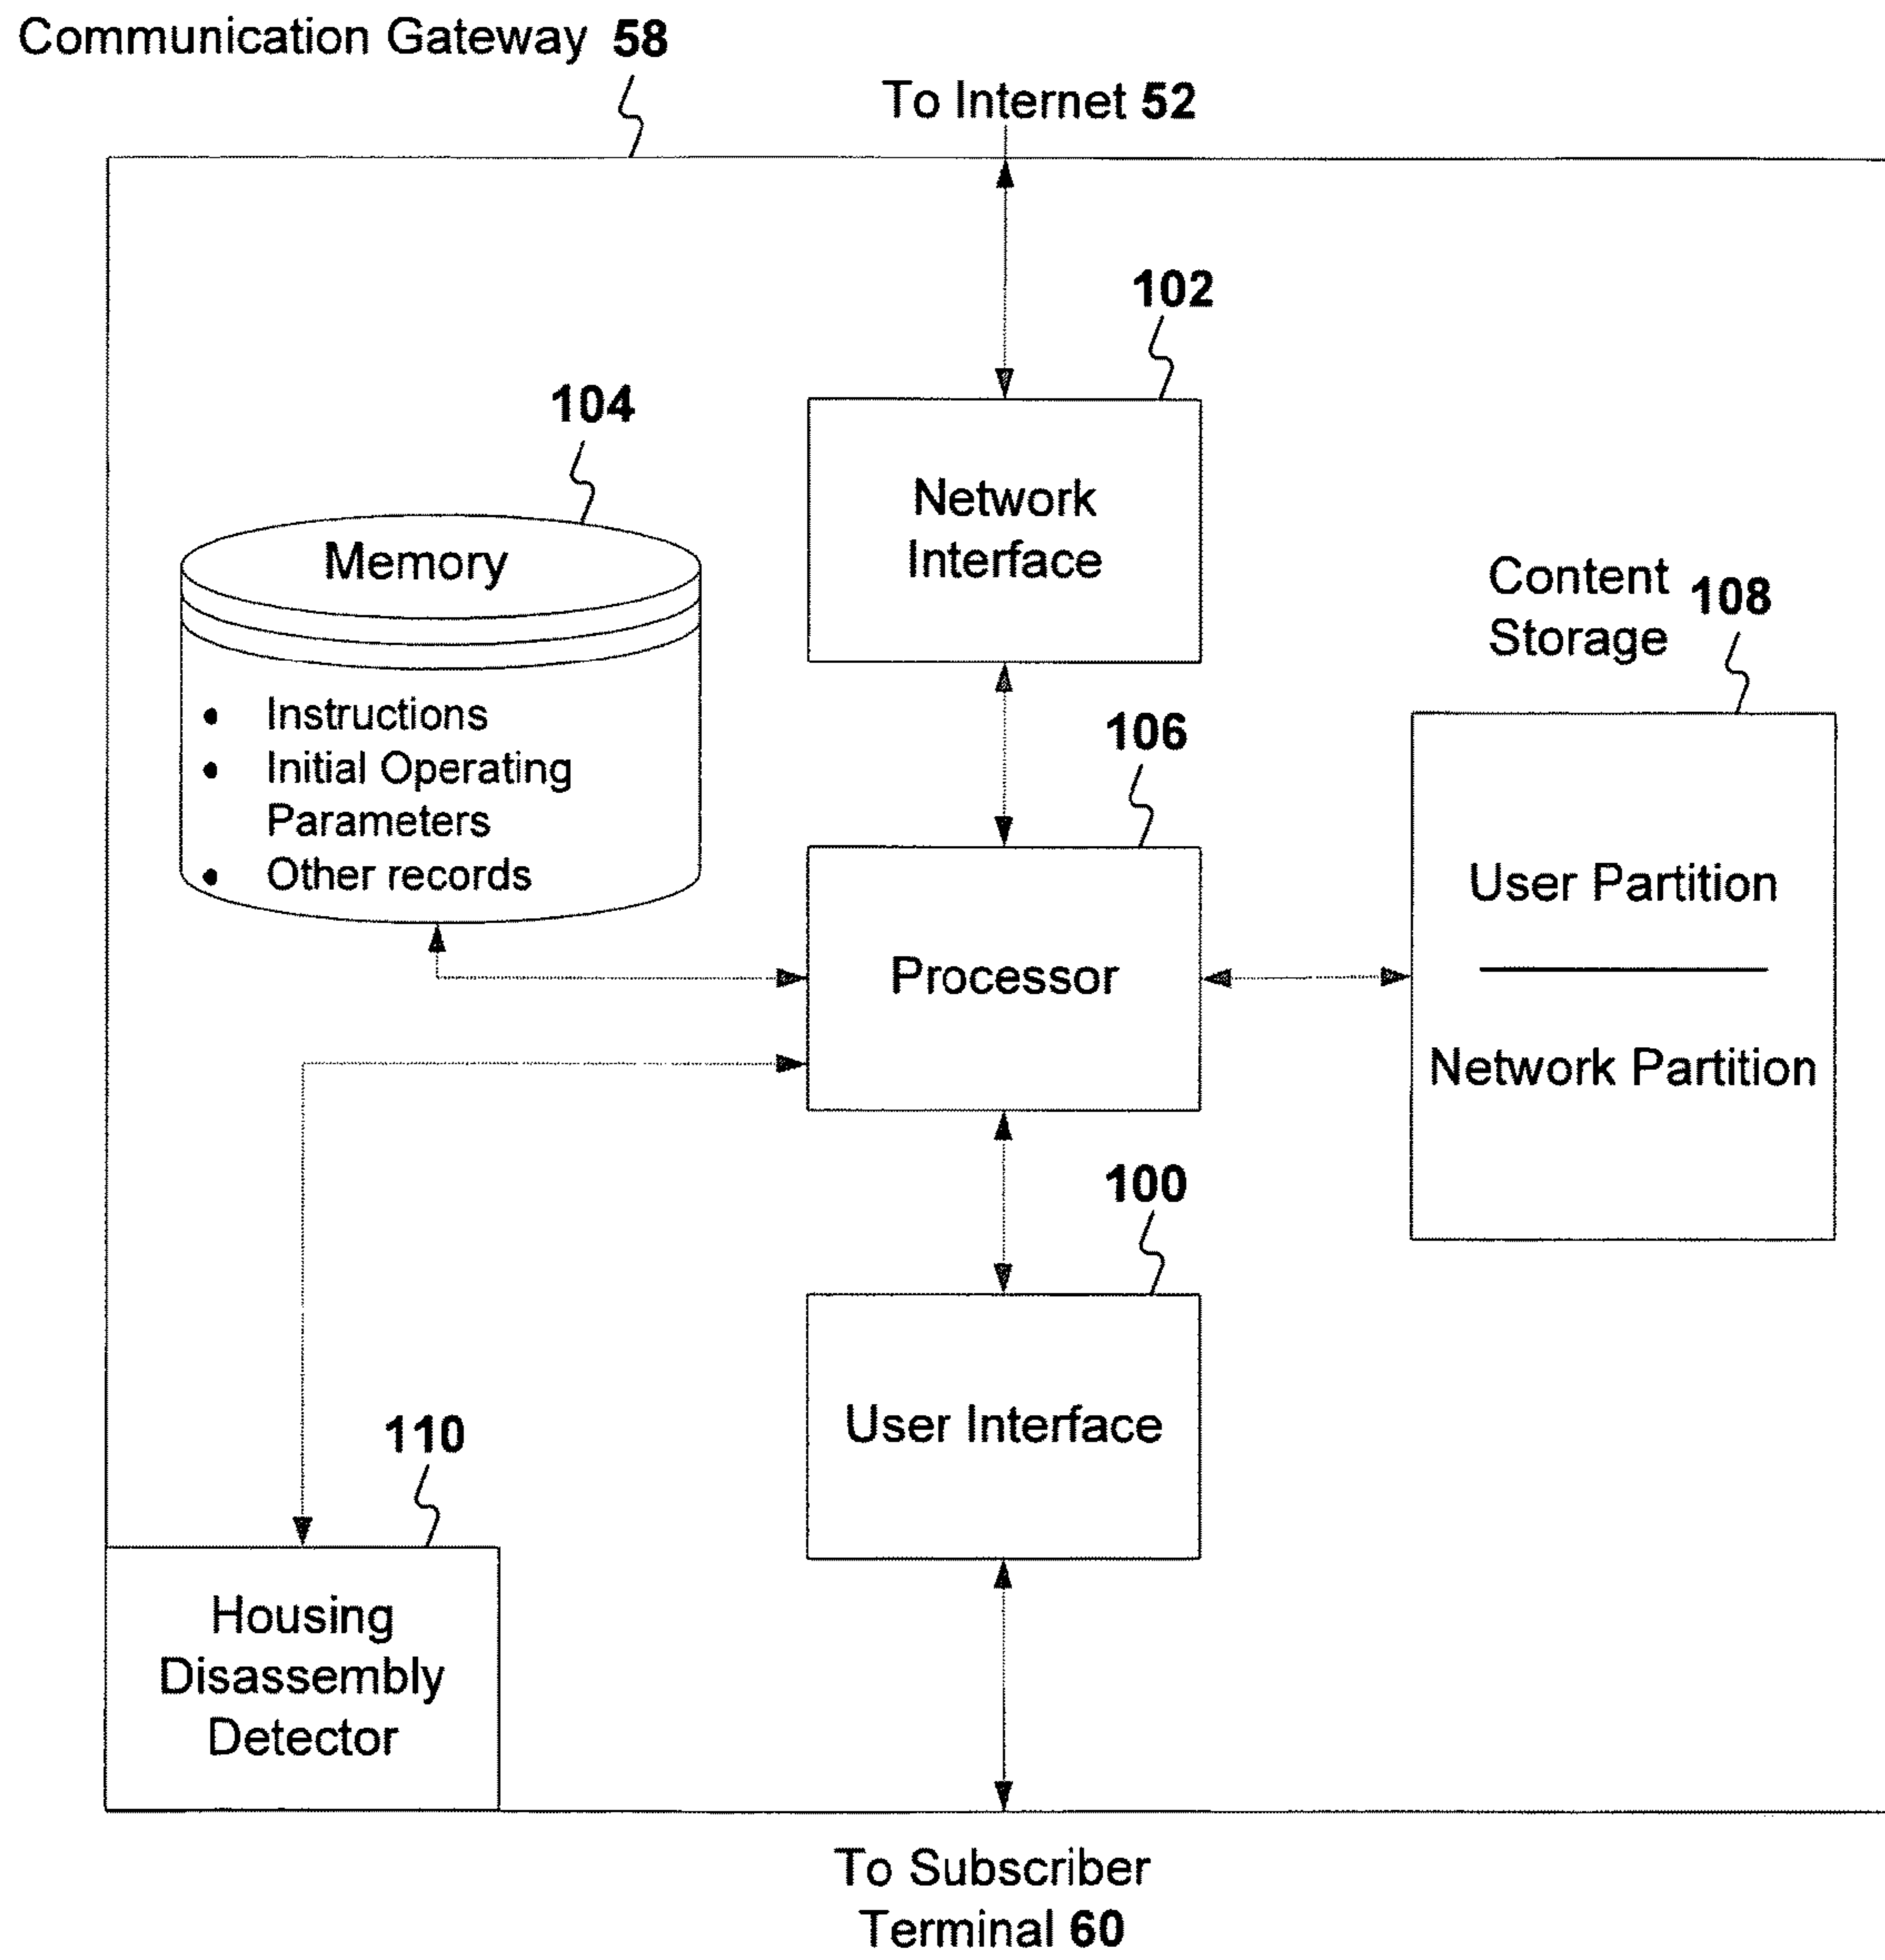 Communication Gateway 58
To Internet 52
102
104
Network
Interface
Memory
Content
Storage 108
• Instructions
• Initial Operating
Parameters
• Other records
106
Processor
User Partition
Network Partition
100
User Interface
110
Housing
Disassembly
Detector
To Subscriber
Terminal 60